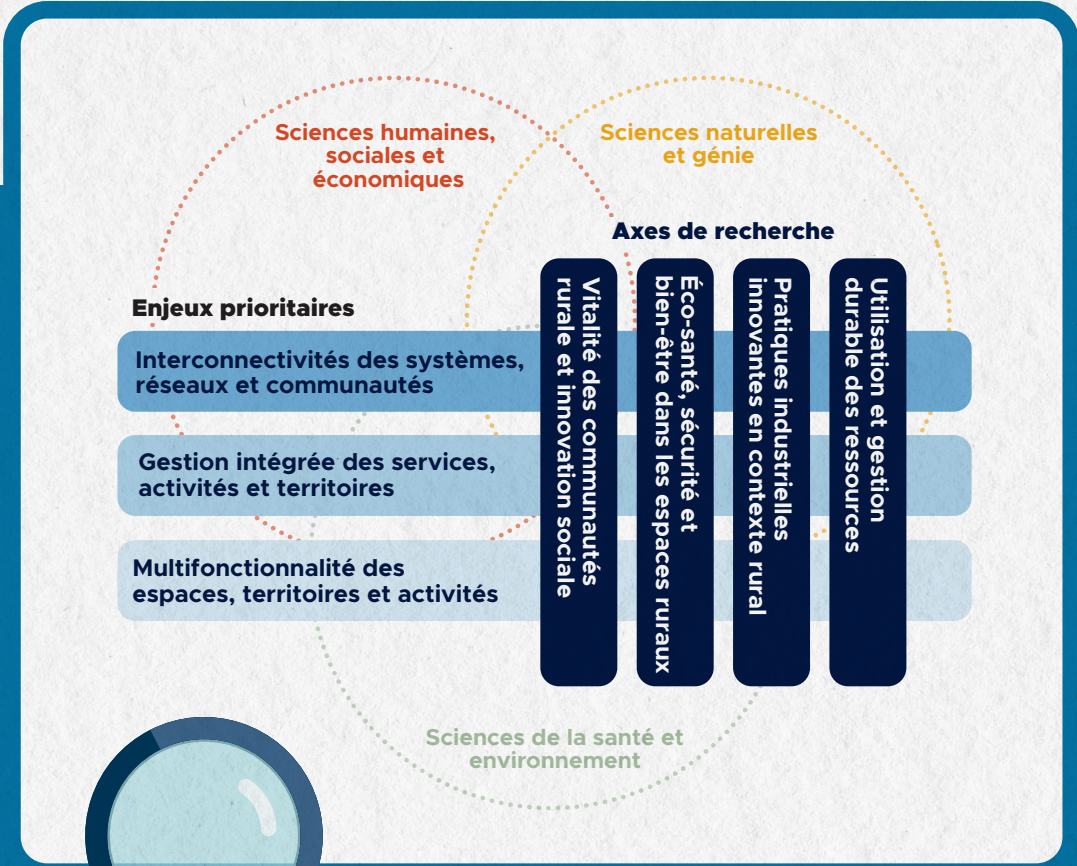 Sciences humaines,
sociales et
économiques
Sciences naturelles
et génie
Axes de recherche
Enjeux prioritaires
Interconnectivités des systèmes,
réseaux et communautés
Gestion intégrée des services,
activités et territoires
Multifonctionnalité des
espaces, territoires et activités
Vitalité des communautés
rurale et innovation sociale
Éco-santé, sécurité et
bien-être dans les espaces ruraux
Pratiques industrielles
innovantes en contexte rural
Utilisation et gestion
durable des ressources
Sciences de la santé et
environnement